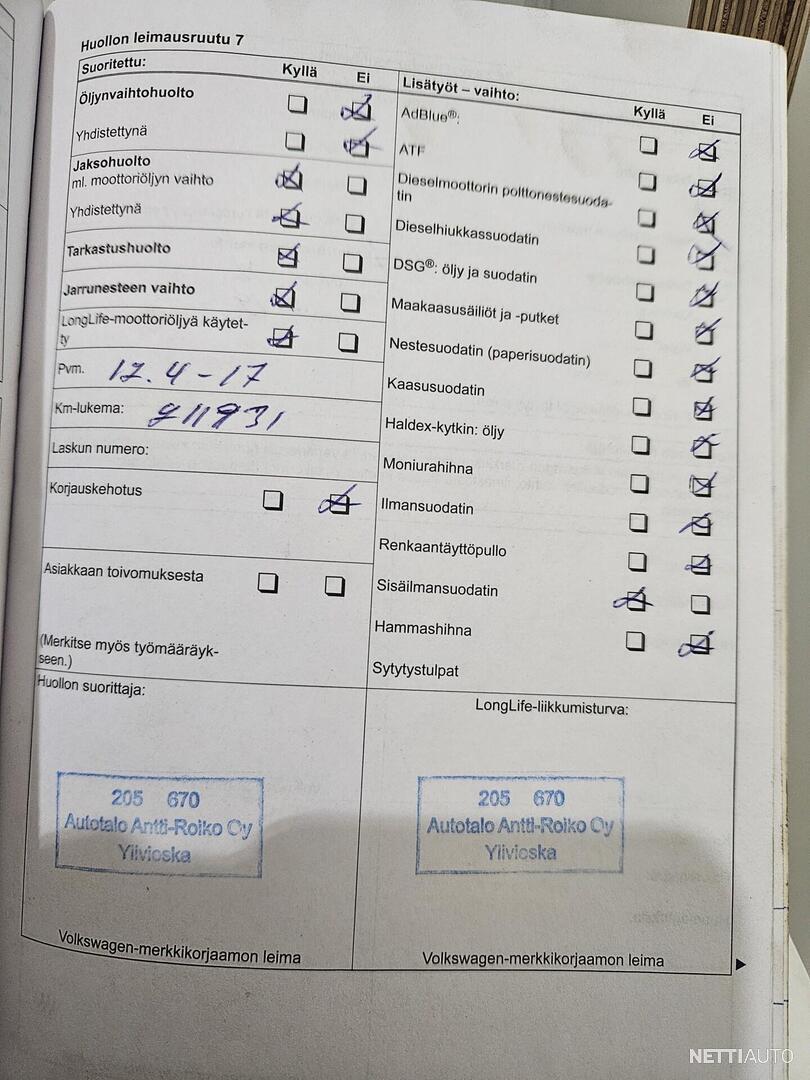 Huollon leimausruutu 7
Suoritettu:
Kyllä
Ei
Öljynvaihtohuolto
Yhdistettynä
Jaksohuolto
ml. moottoriöljyn vaihto
Yhdistettynä
Tarkastushuolto
Jarrunesteen vaihto
LongLife-moottoriöljyä käytet-
ty
Pvm. 12.4-17
Km-lukema:
Laskun numero:
Korjauskehotus
Asiakkaan toivomuksesta
(Merkitse myös työmääräyk-
seen.)
Lisätyöt – vaihto:
Kyllä
Ei
AdBlue®:
ATF
Dieselmoottorin polttonestesuoda-
tin
Dieselhiukkassuodatin
DSG®: öljy ja suodatin
Maakaasusäiliöt ja -putket
Nestesuodatin (paperisuodatin)
Kaasusuodatin
Haldex-kytkin: öljy
Moniurahihna
Ilmansuodatin
Renkaantäyttöpullo
Sisäilmansuodatin
Hammashihna
Sytytystulpat
Huollon suorittaja:
205 670
Autotalo Antti-Roiko Oy
Ylivieska
Volkswagen-merkkikorjaamon leima
LongLife-liikkumisturva:
205 670
Autotalo Antti-Roiko Oy
Ylivieska
Volkswagen-merkkikorjaamon leima
NETTIAUTO